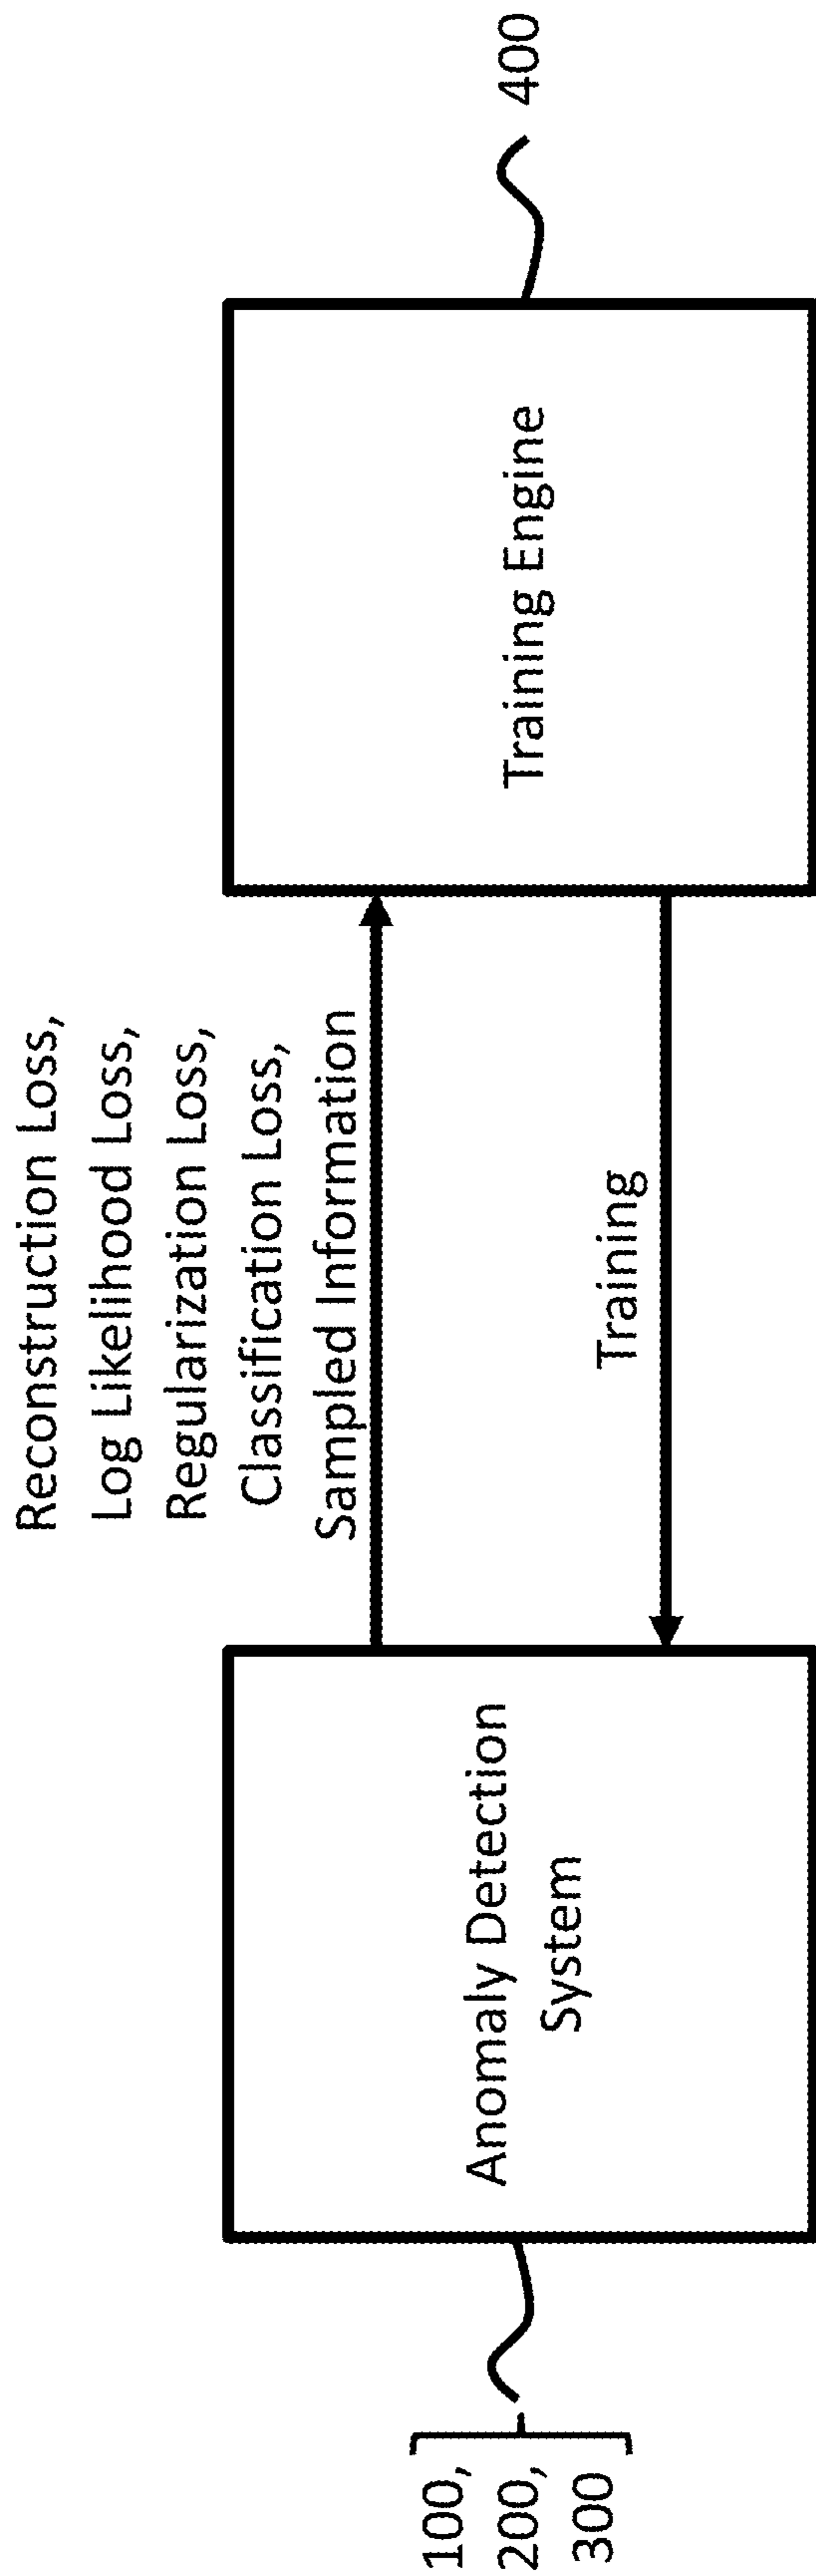 Reconstruction Loss,
Log Likelihood Loss,
Regularization Loss,
Classification Loss,
Sampled Information
100,
200,
300
Anomaly Detection
System
Training
Training Engine
400